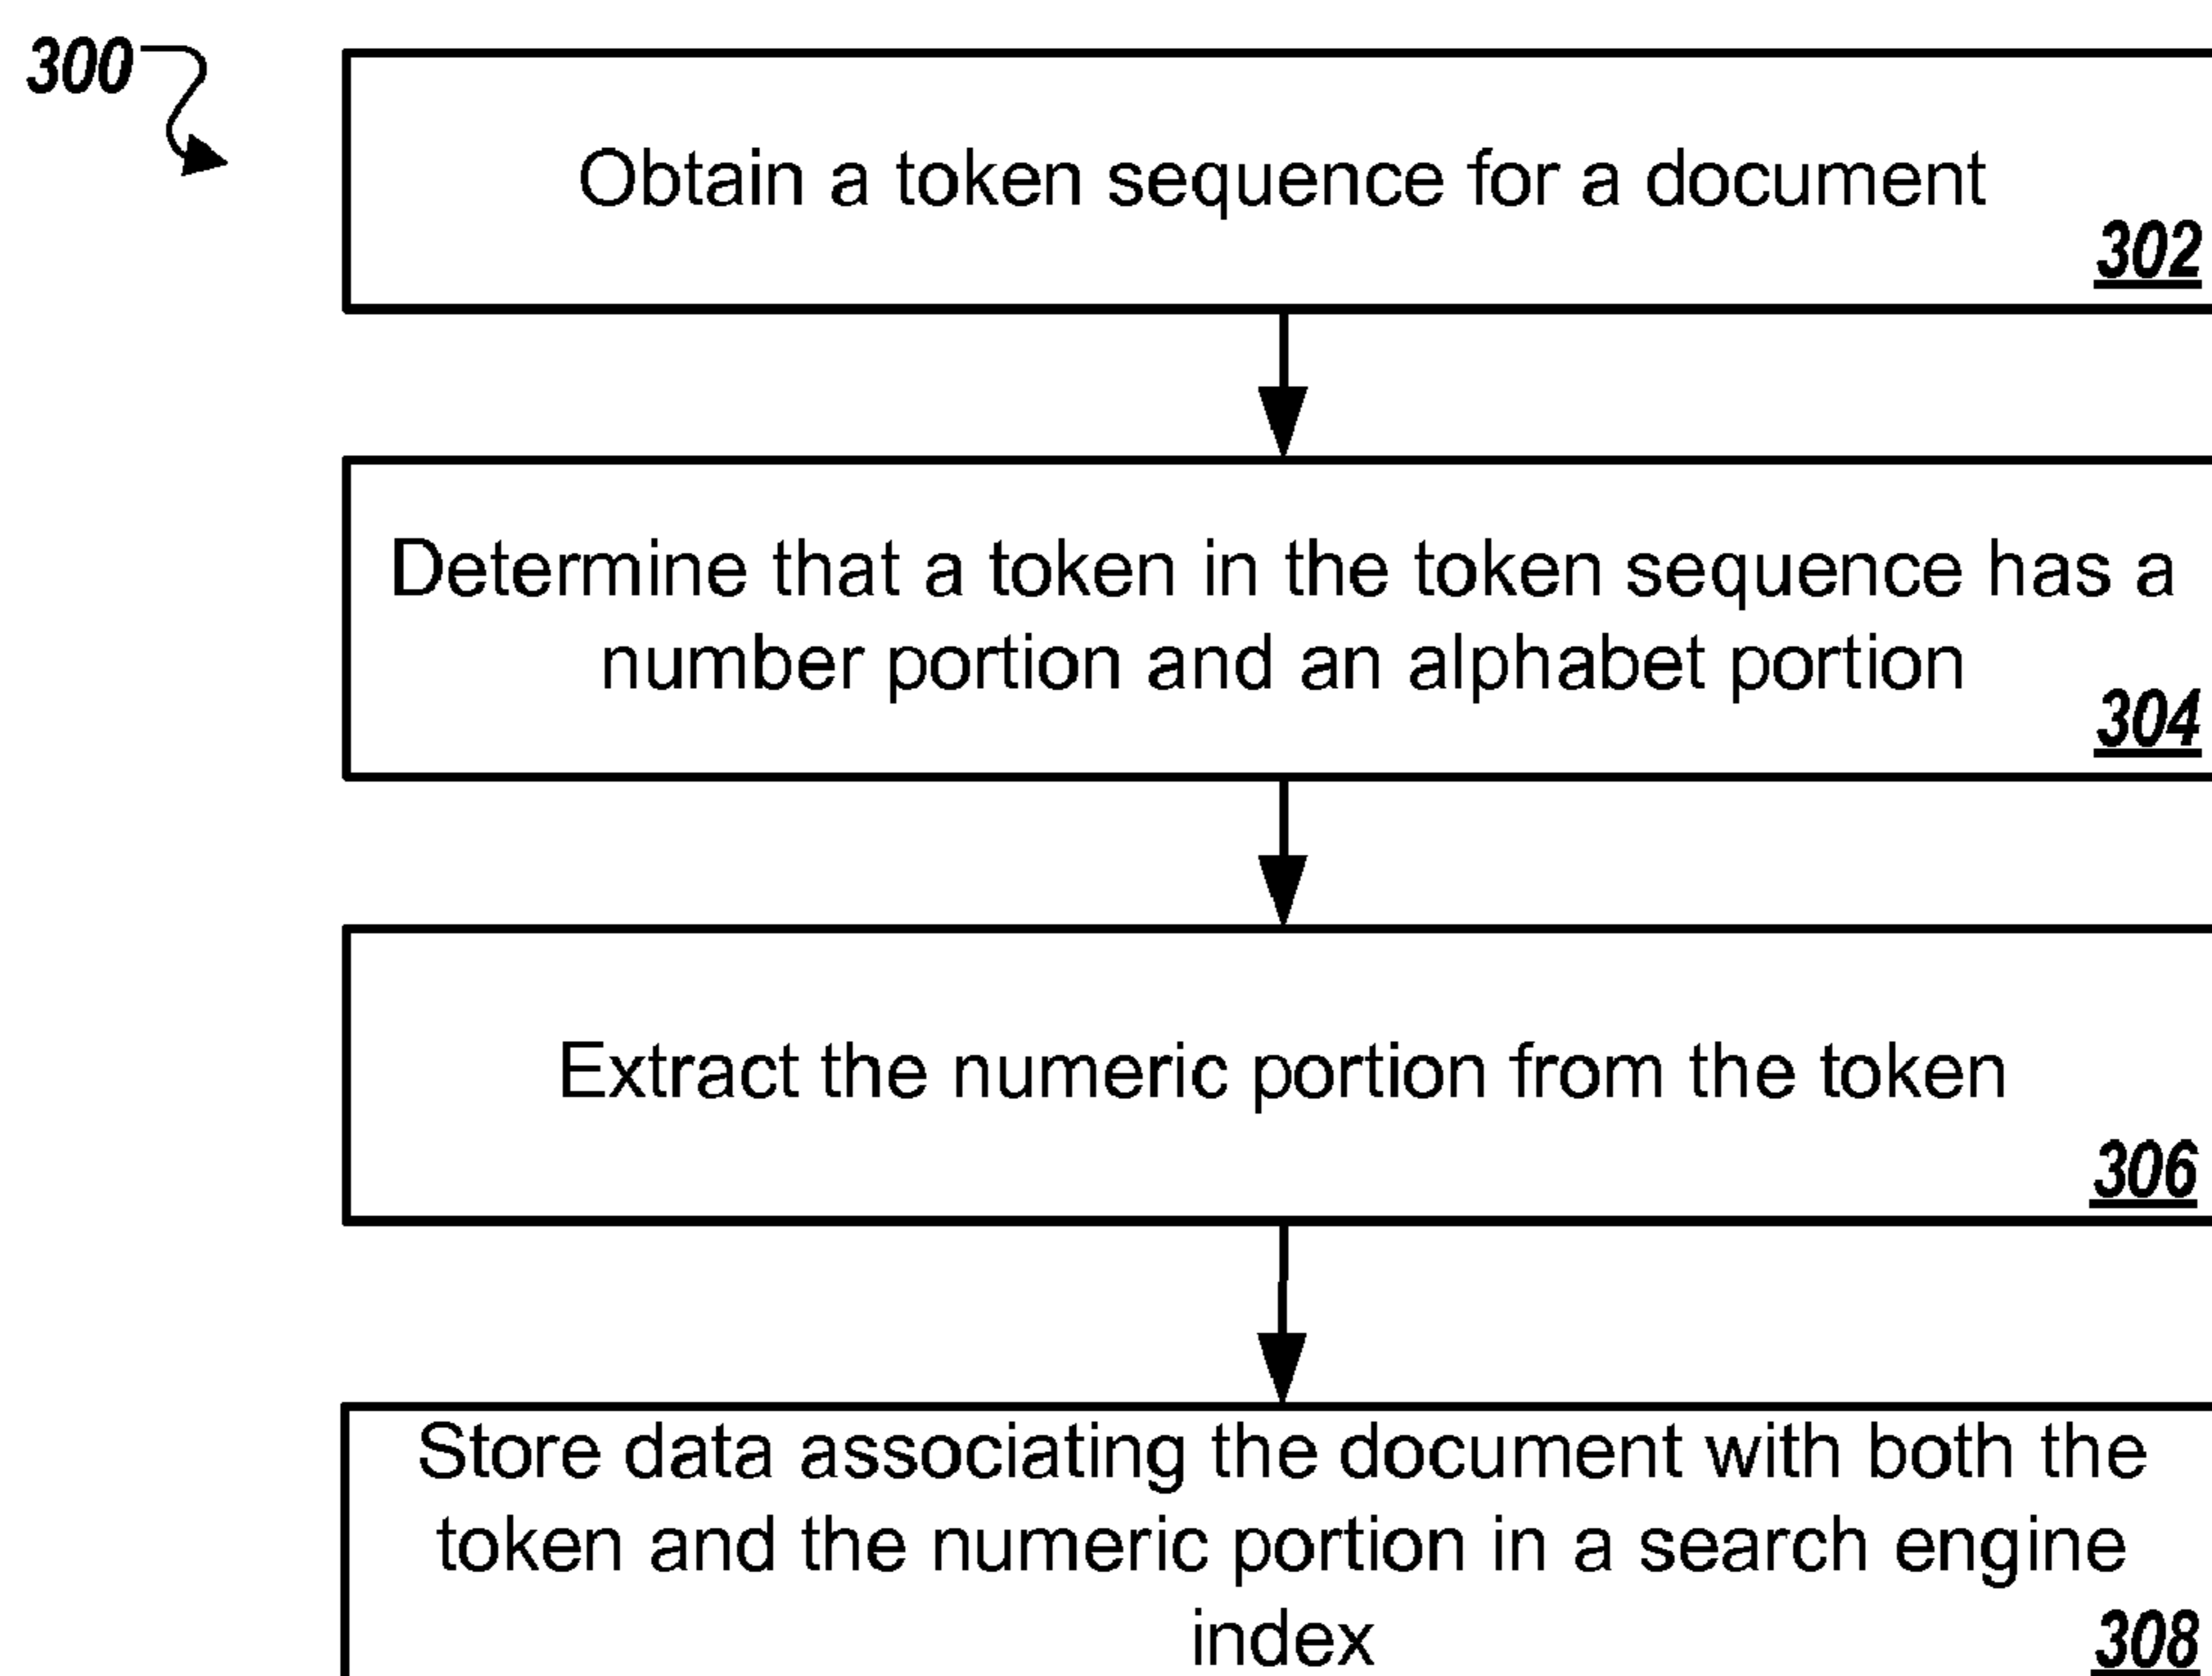 300
Obtain a token sequence for a document
302
Determine that a token in the token sequence has a
number portion and an alphabet portion
304
Extract the numeric portion from the token
306
Store data associating the document with both the
token and the numeric portion in a search engine
index
308